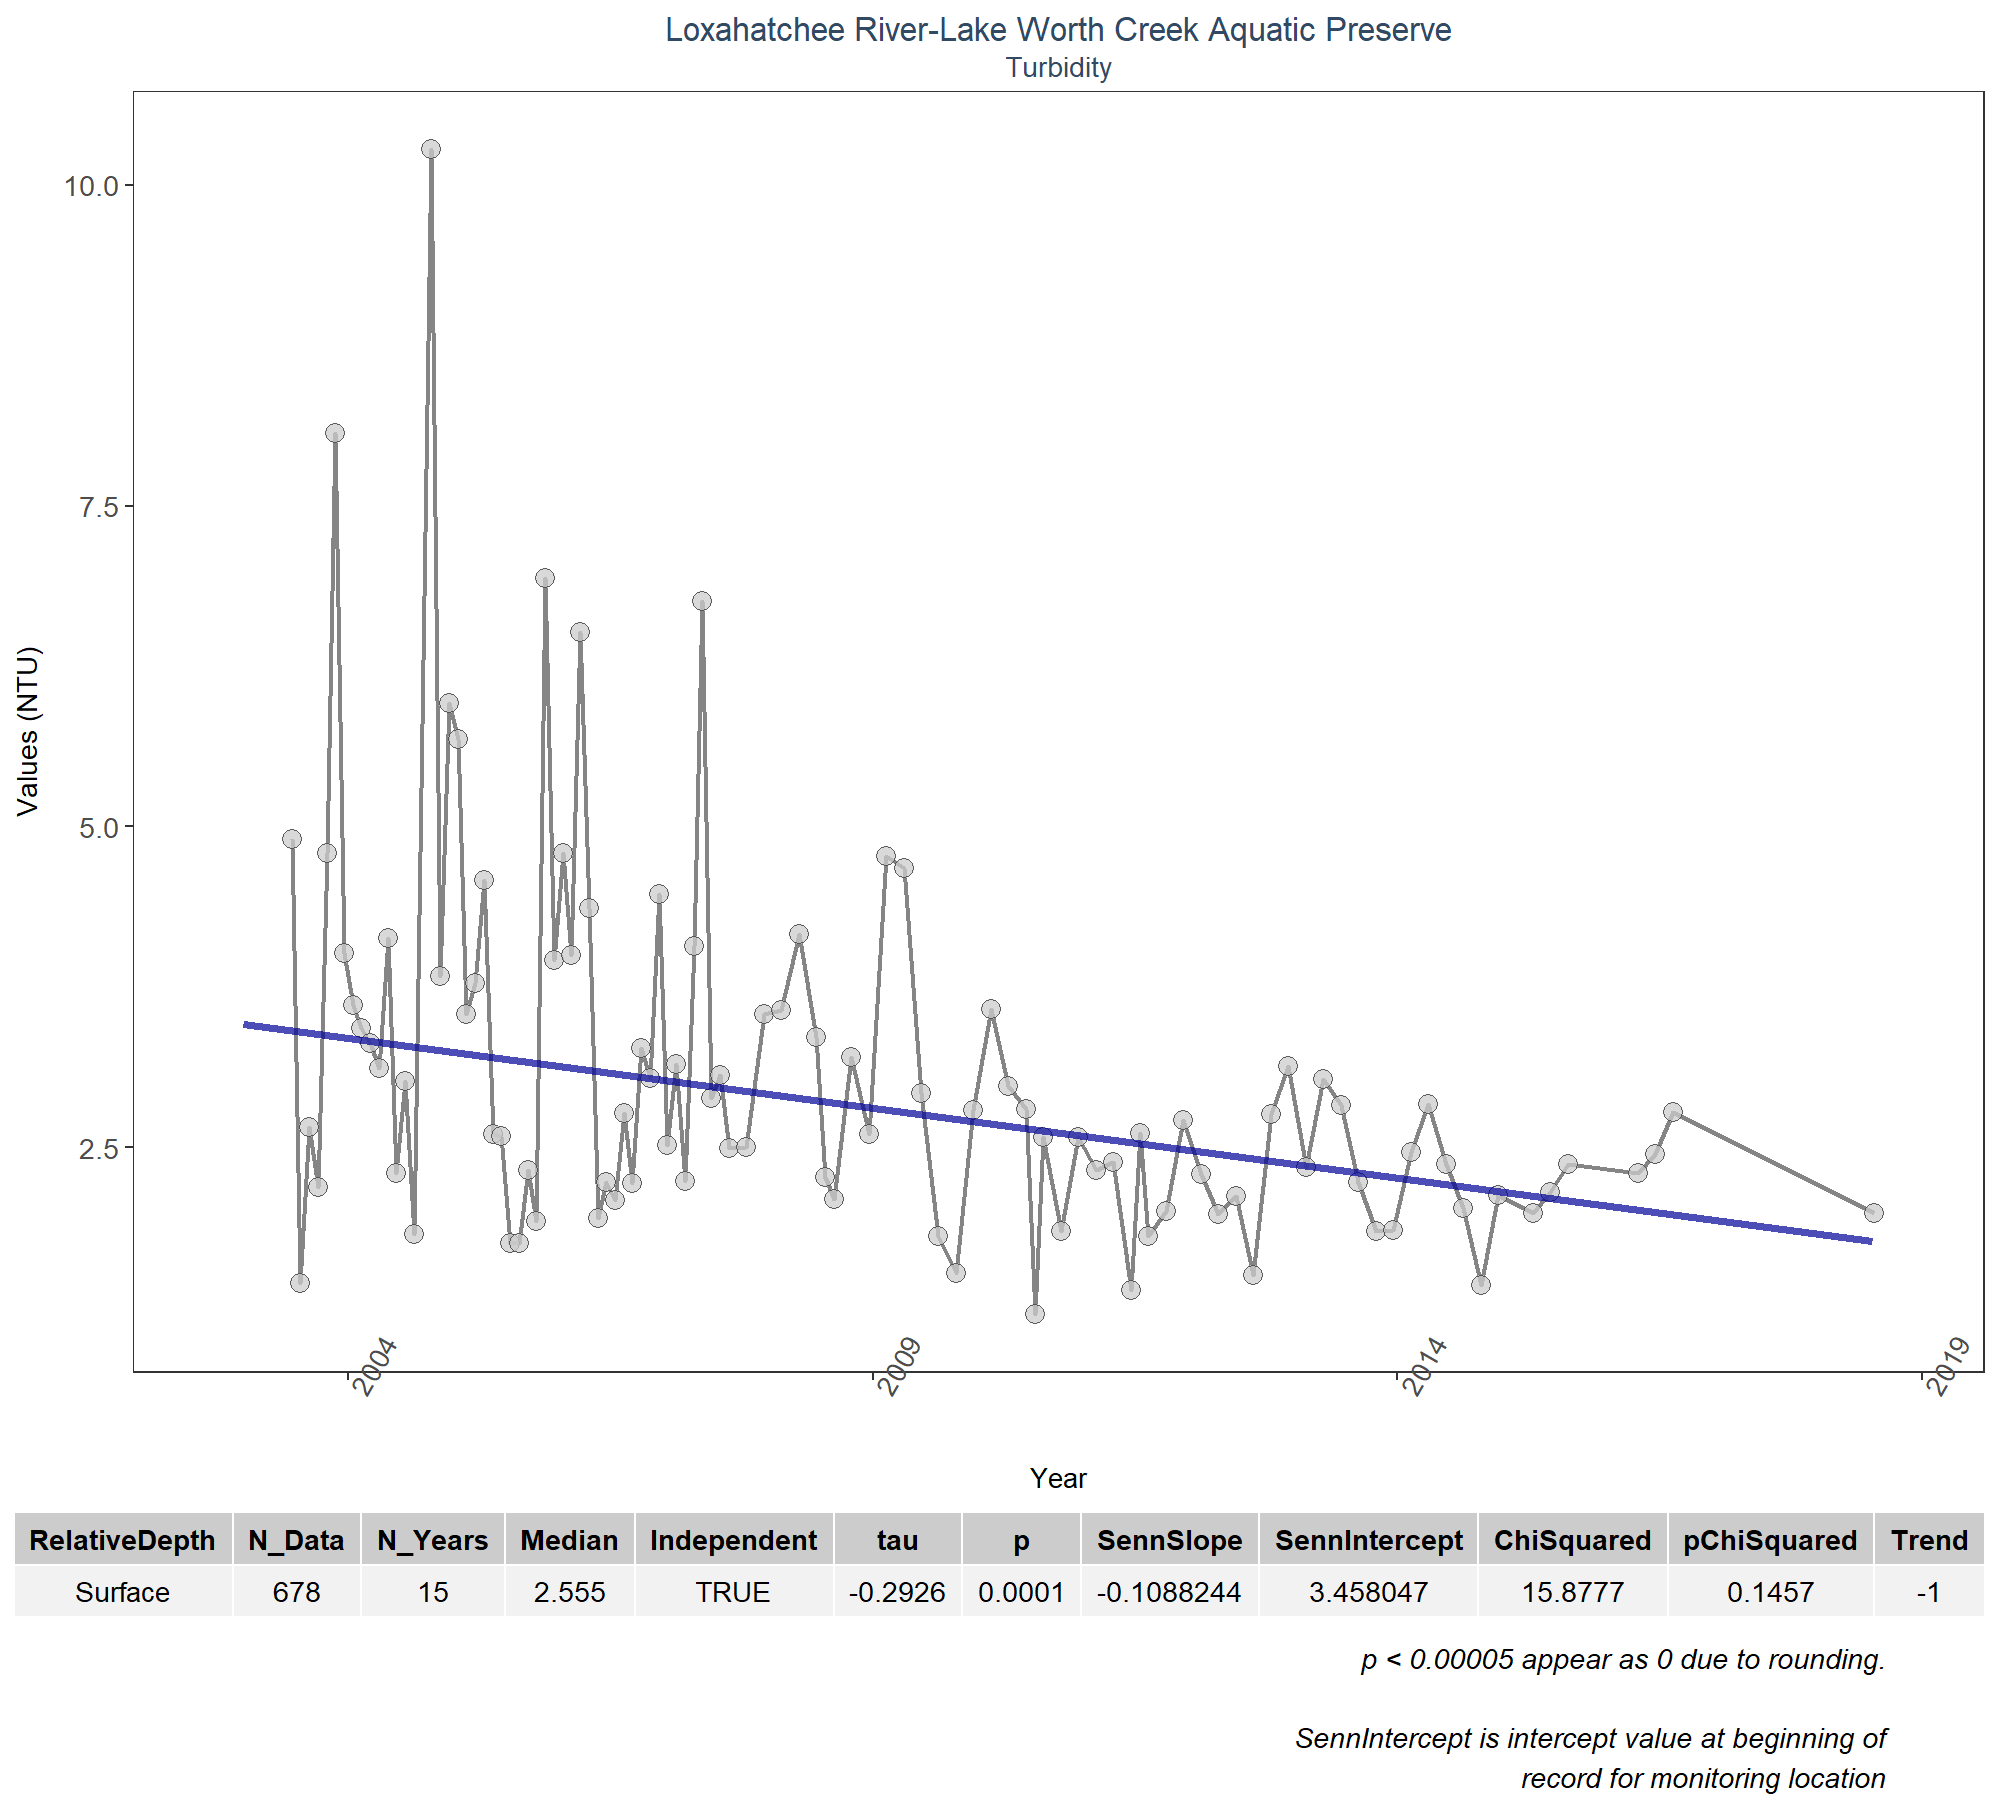 Loxahatchee River-Lake Worth Creek Aquatic Preserve
Turbidity
Values (NTU)
10.0
7.5
5.0
2.5
2004 2009 2014 2019
Year
RelativeDepth N_Data N_Years Median Independent tau p SennSlope SennIntercept ChiSquared pChiSquared Trend
Surface 678 15 2.555 TRUE -0.2926 0.0001 -0.1088244 3.458047 15.8777 0.1457 -1
p < 0.00005 appear as 0 due to rounding.
SennIntercept is intercept value at beginning of
record for monitoring location